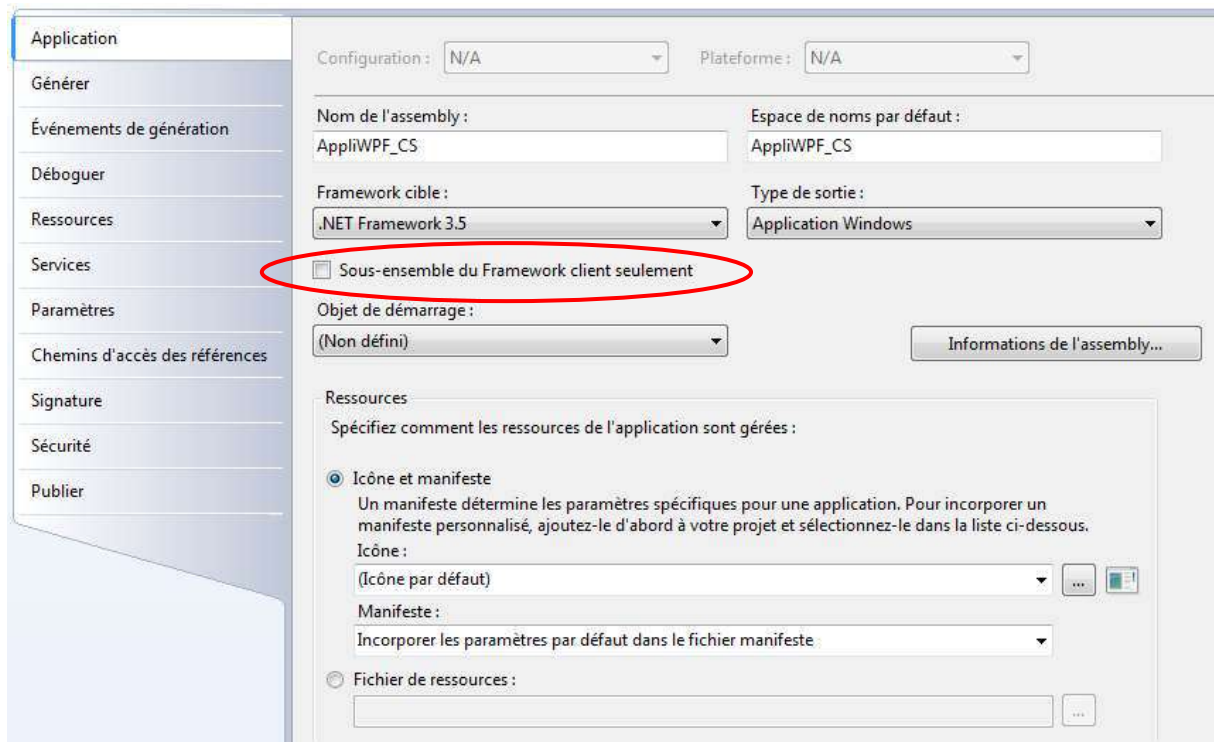 Application
Générer
Événements de génération
Déboguer
Ressources
Services
Paramètres
Chemins d'accès des références
Signature
Sécurité
Publier
Configuration : N/A Plateforme : N/A
Nom de l'assembly : Espace de noms par défaut :
AppliWPF_CS AppliWPF_CS
Framework cible : Type de sortie :
.NET Framework 3.5 Application Windows
Sous-ensemble du Framework client seulement
Objet de démarrage :
(Non défini) Informations de l'assembly...
Ressources
Spécifiez comment les ressources de l'application sont gérées :
Icône et manifeste
Un manifeste détermine les paramètres spécifiques pour une application. Pour incorporer un
manifeste personnalisé, ajoutez-le d'abord à votre projet et sélectionnez-le dans la liste ci-dessous.
Icône :
(Icône par défaut) ...
Manifeste :
Incorporer les paramètres par défaut dans le fichier manifeste
Fichier de ressources :
...